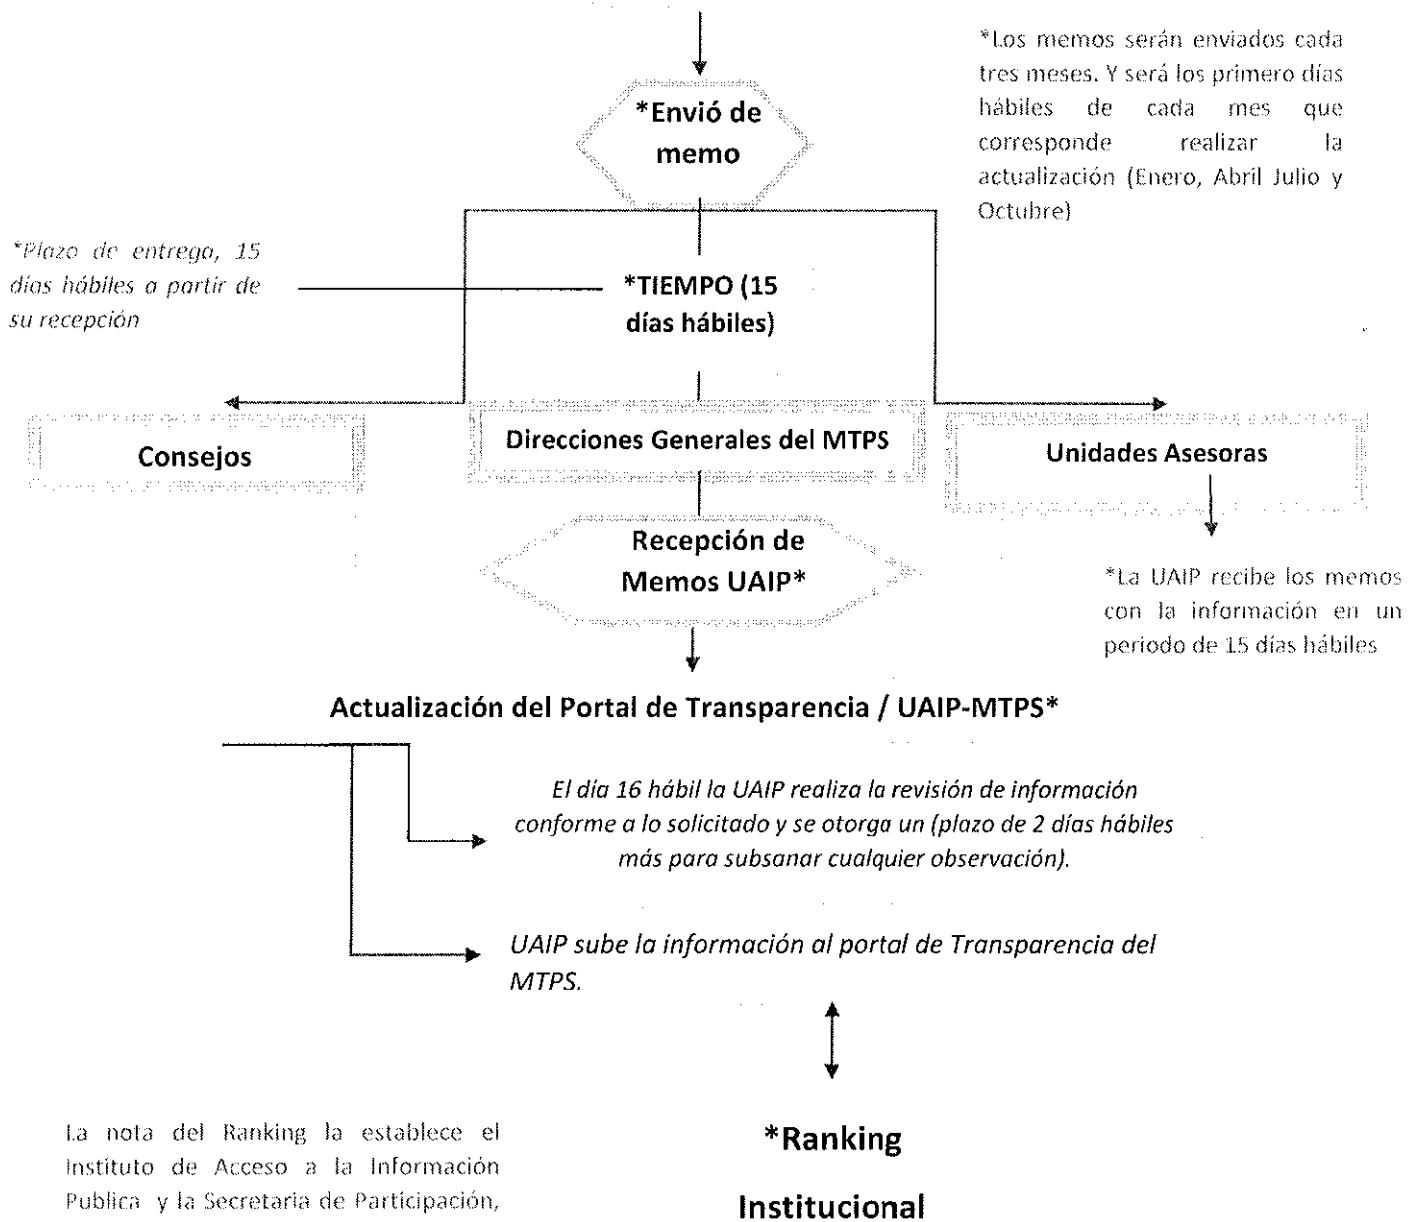 *Los memos serán enviados cada
tres meses. Y será los primero días
hábiles de cada mes que
corresponde realizar la
actualización (Enero, Abril Julio y
Octubre)
*Envió de
memo
*Plazo de entrega, 15
días hábiles a partir de
su recepción
*TIEMPO (15
días hábiles)
Consejos
Direcciones Generales del MTPS
Unidades Asesoras
Recepción de
Memos UAIP*
*La UAIP recibe los memos
con la información en un
periodo de 15 días hábiles
Actualización del Portal de Transparencia / UAIP-MTPS*
El día 16 hábil la UAIP realiza la revisión de información
conforme a lo solicitado y se otorga un (plazo de 2 días hábiles
más para subsanar cualquier observación).
UAIP sube la información al portal de Transparencia del
MTPS.
La nota del Ranking la establece el
Instituto de Acceso a la Información
Publica y la Secretaria de Participación,
*Ranking
Institucional